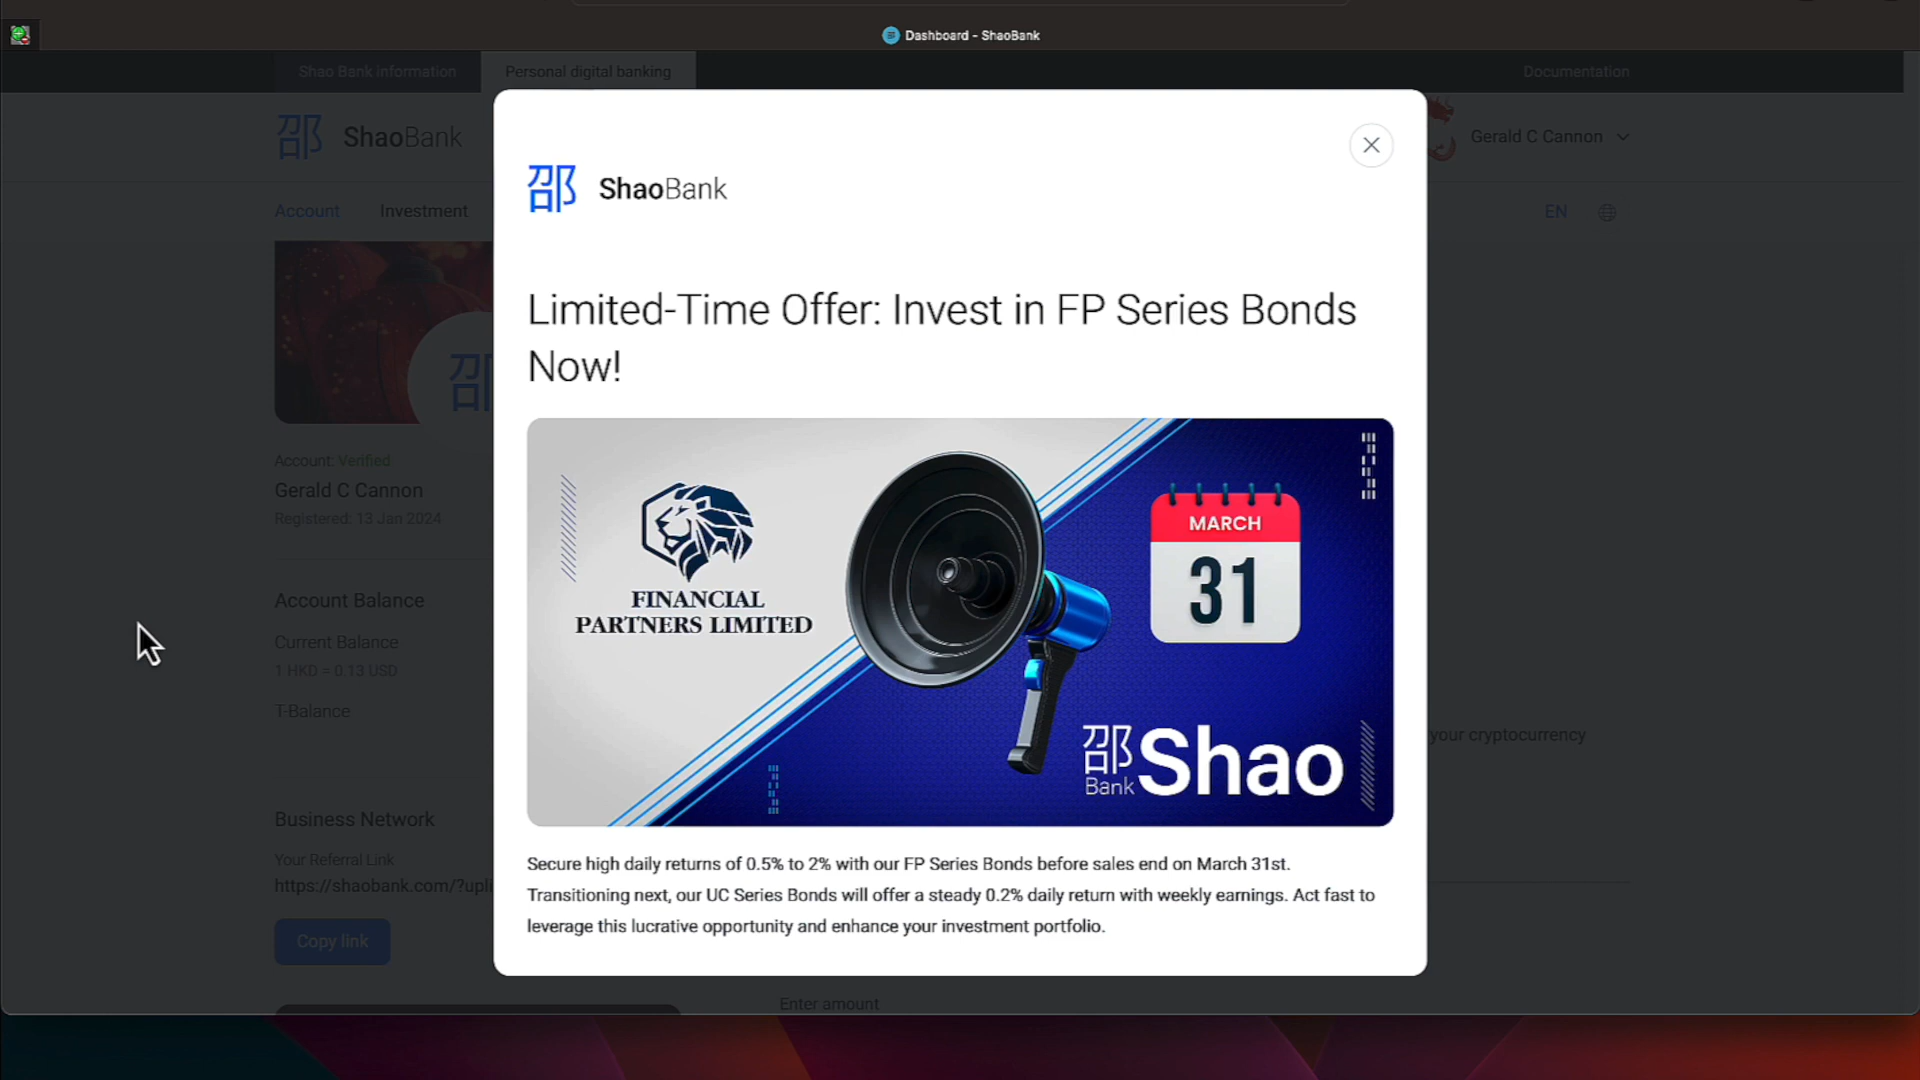 Dashboard - ShaoBank
Shao Bank information
Personal digital banking
Documentation
邵 ShaoBank
Gerald C Cannon
Account
Investment
EN
邵
Account: Verified
Gerald C Cannon
Registered: 13 Jan 2024
Account Balance
Current Balance
1 HKD = 0.13 USD
T-Balance
your cryptocurrency
Business Network
Your Referral Link
https://shaobank.com/?upli
Copy link
Enter amount
邵 ShaoBank
Limited-Time Offer: Invest in FP Series Bonds
Now!
FINANCIAL
PARTNERS LIMITED
MARCH
31
邵 Shao
Bank
Secure high daily returns of 0.5% to 2% with our FP Series Bonds before sales end on March 31st.
Transitioning next, our UC Series Bonds will offer a steady 0.2% daily return with weekly earnings. Act fast to
leverage this lucrative opportunity and enhance your investment portfolio.